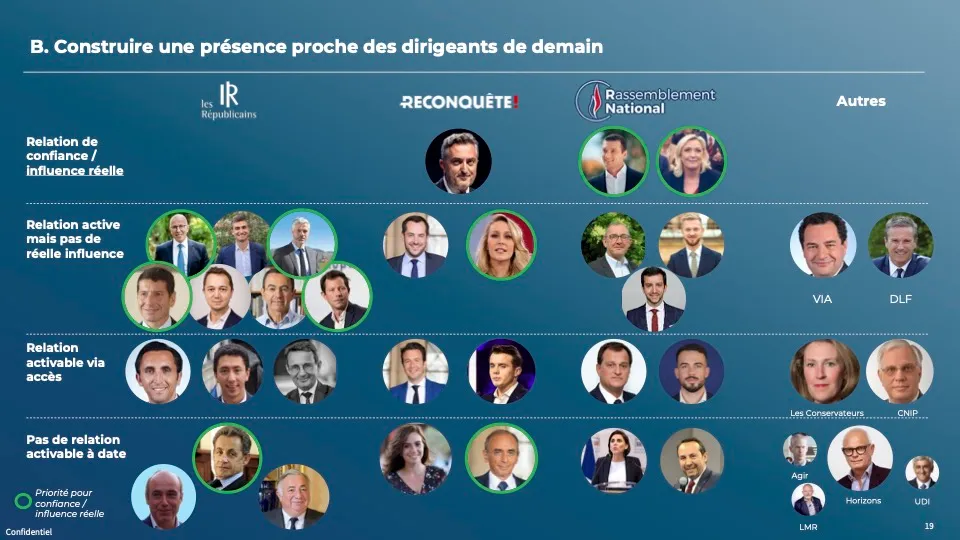 B. Construire une présence proche des dirigeants de demain
lR
les
Républicains
RECONQUÊTE!
Rassemblement
National
Autres
Relation de
confiance /
influence réelle
Relation active
mais pas de
réelle influence
VIA
DLF
Relation
activable via
accès
Les Conservateurs
CNIP
Pas de relation
activable à date
Agir
Horizons
UDI
LMR
Priorité pour
confiance /
influence réelle
Confidentiel
19